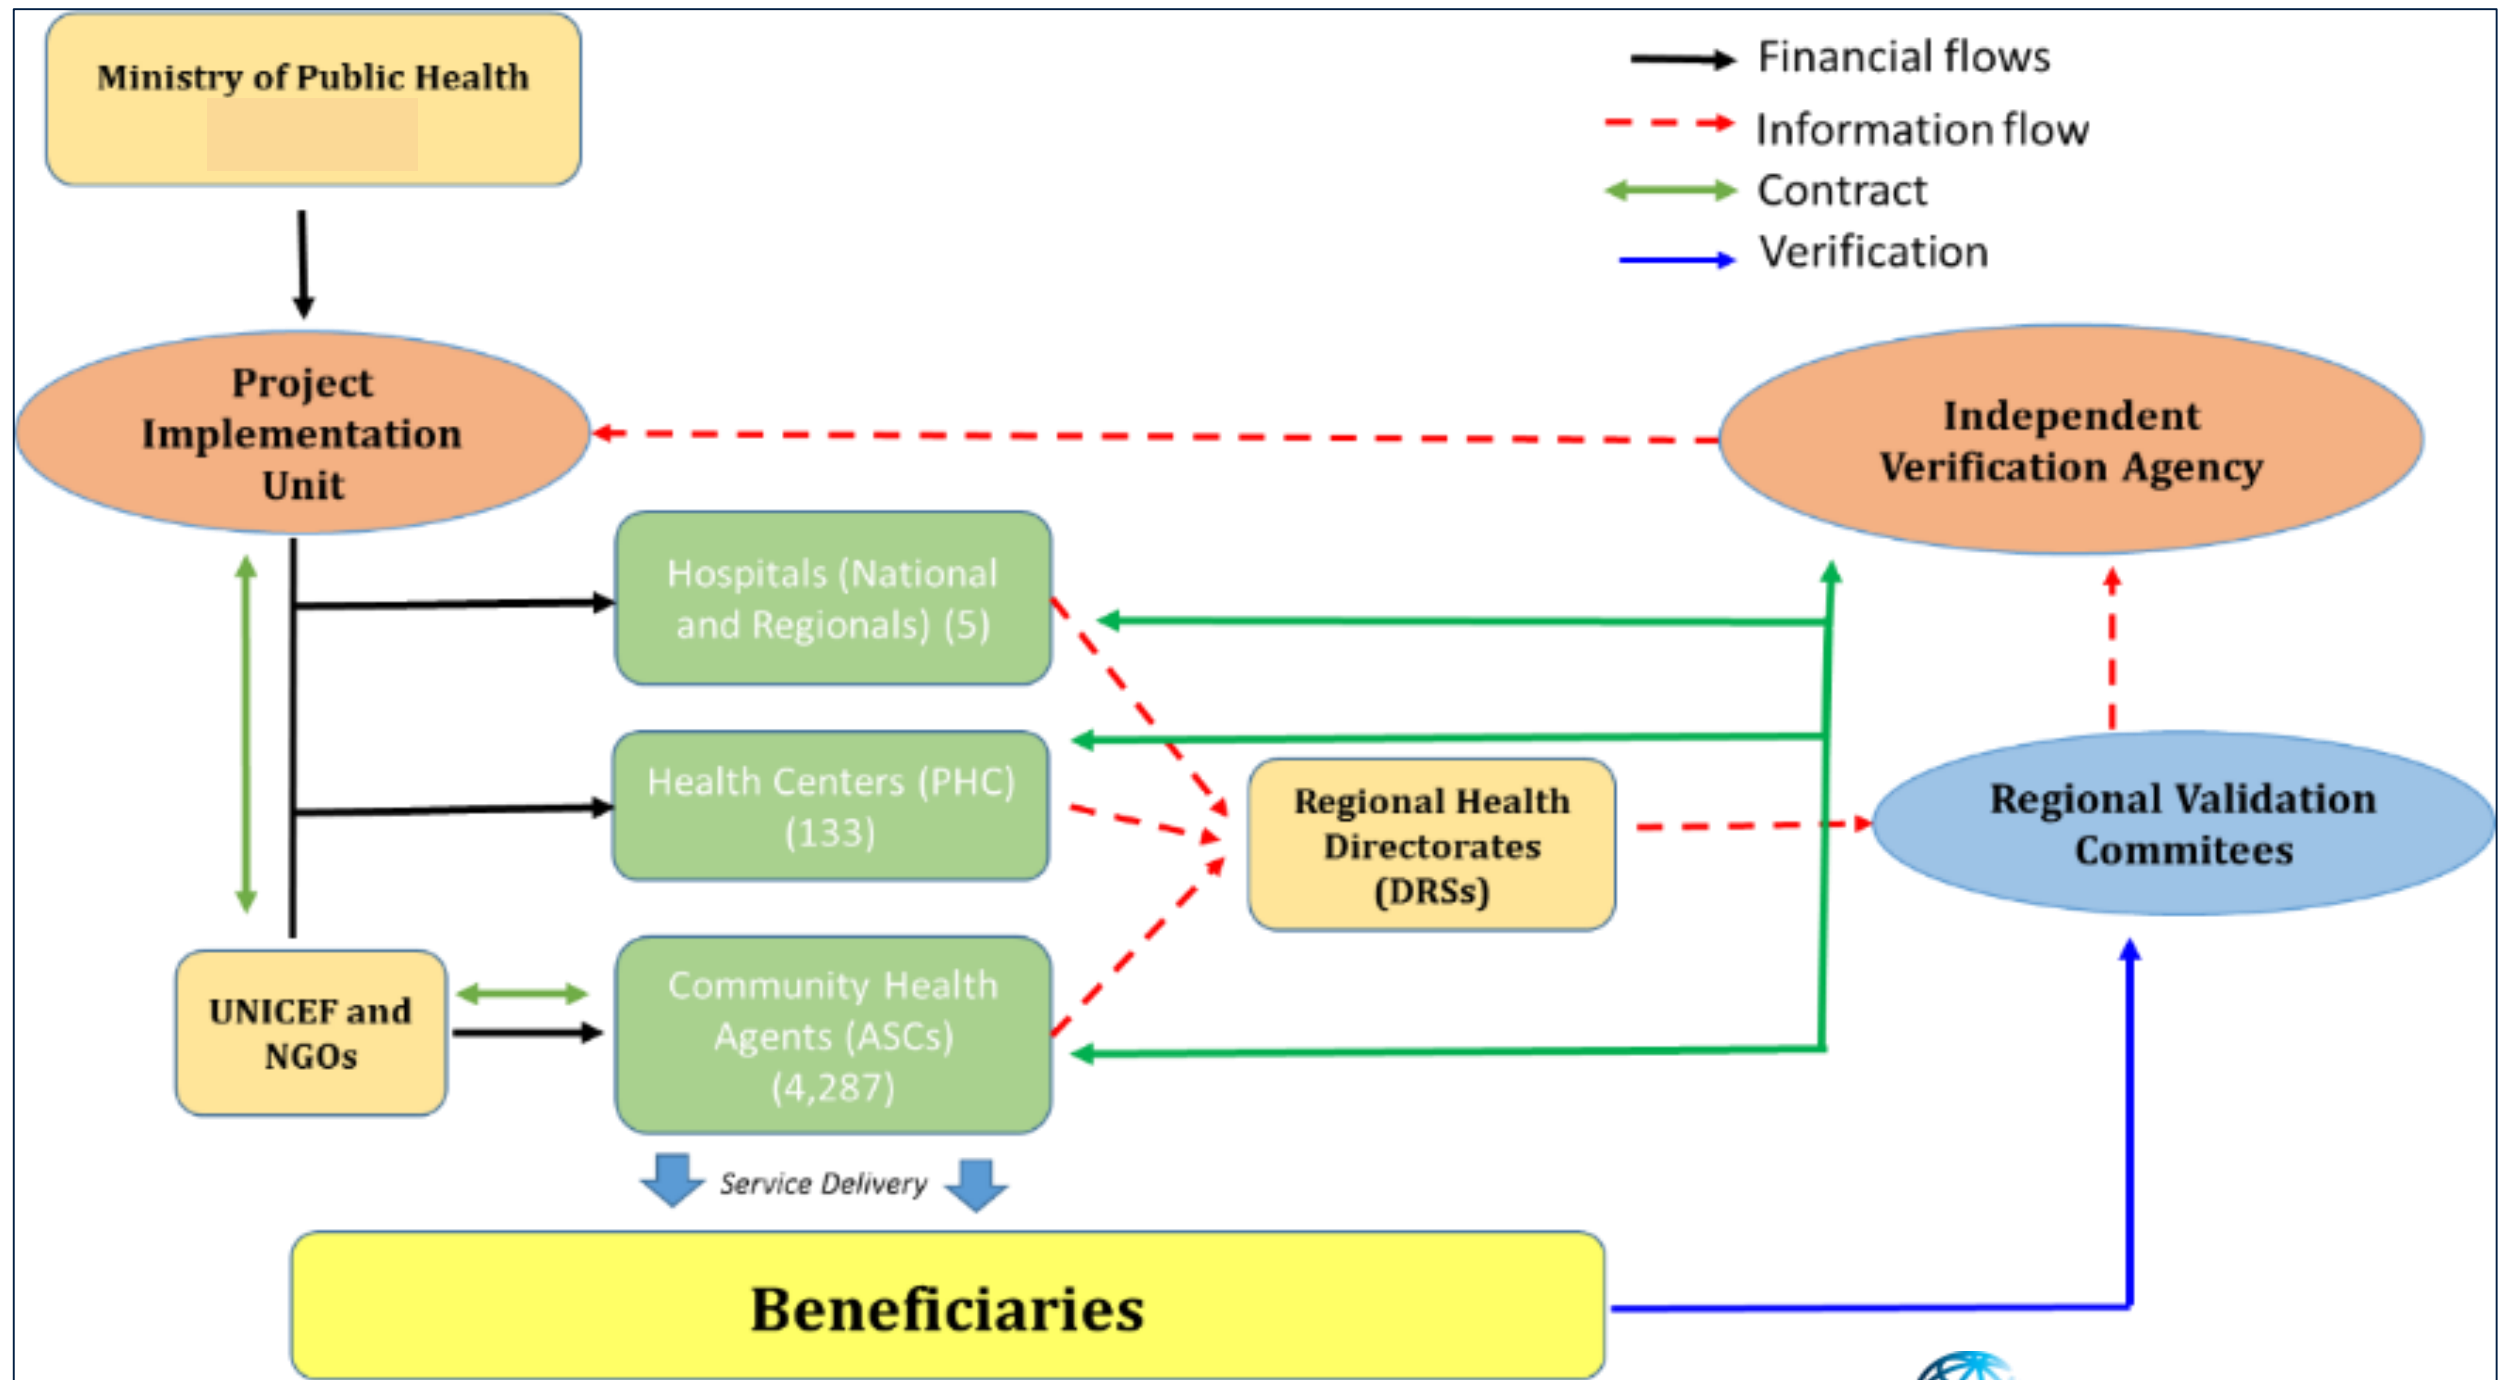 Ministry of Public Health
Financial flows
Information flow
Contract
Verification
Project
Implementation
Unit
Independent
Verification Agency
Hospitals (National
and Regionals) (5)
Health Centers (PHC)
(133)
Regional Health
Directorates
(DRSs)
Regional Validation
Commitees
UNICEF and
NGOs
Community Health
Agents (ASCs)
(4,287)
Service Delivery
Beneficiaries